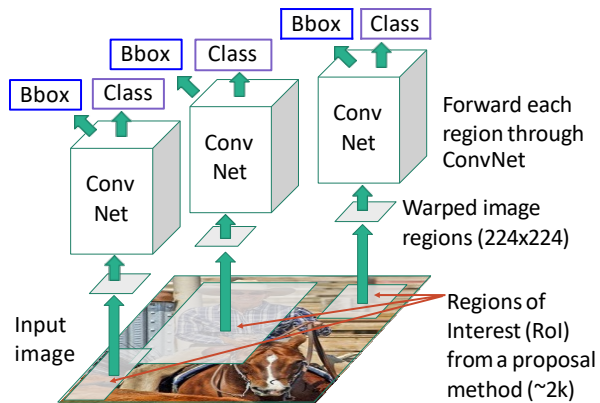 Bbox
Class
Bbox
Class
Bbox
Class
Conv
Net
Conv
Net
Conv
Net
Forward each
region through
ConvNet
Warped image
regions (224x224)
Input
image
Regions of
Interest (RoI)
from a proposal
method (~2k)